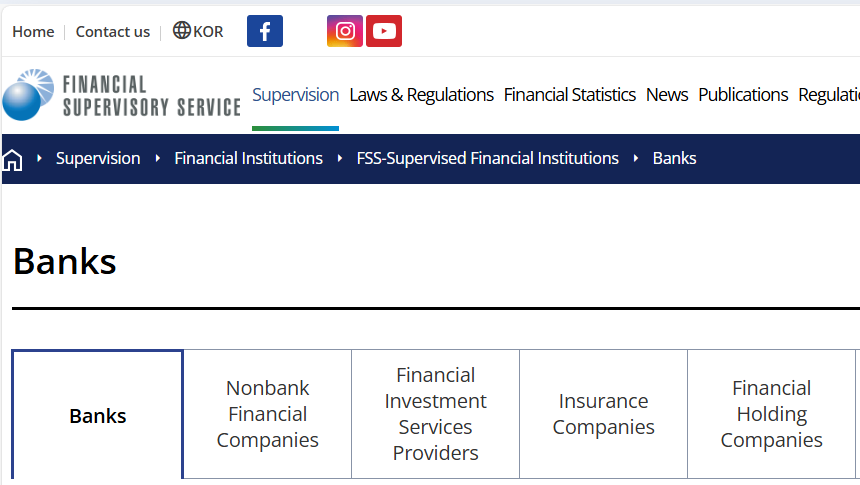 Home
Contact us
KOR
FINANCIAL
SUPERVISORY SERVICE
Supervision Laws & Regulations Financial Statistics News Publications
Supervision Financial Institutions FSS-Supervised Financial Institutions Banks
Banks
Banks
Nonbank
Financial
Companies
Financial
Investment
Services
Providers
Insurance
Companies
Financial
Holding
Companies